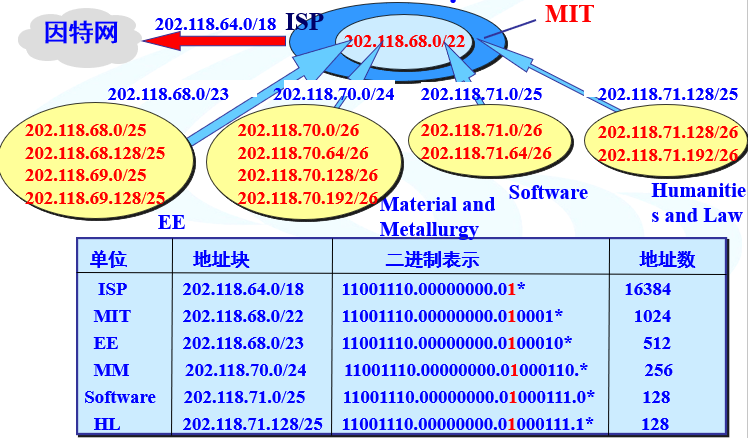 因特网
202.118.64.0/18
ISP
MIT
202.118.68.0/22
202.118.68.0/23
202.118.70.0/24
202.118.71.0/25
202.118.71.128/25
202.118.68.0/25
202.118.68.128/25
202.118.69.0/25
202.118.69.128/25
EE
202.118.70.0/26
202.118.70.64/26
202.118.70.128/26
202.118.70.192/26
Material and
Metallurgy
202.118.71.0/26
202.118.71.64/26
Software
202.118.71.128/26
202.118.71.192/26
Humanitie
s and Law
单位 地址块 二进制表示 地址数
ISP 202.118.64.0/18 11001110.00000000.01* 16384
MIT 202.118.68.0/22 11001110.00000000.010001* 1024
EE 202.118.68.0/23 11001110.00000000.0100010* 512
MM 202.118.70.0/24 11001110.00000000.01000110.* 256
Software 202.118.71.0/25 11001110.00000000.01000111.0* 128
HL 202.118.71.128/25 11001110.00000000.01000111.1* 128